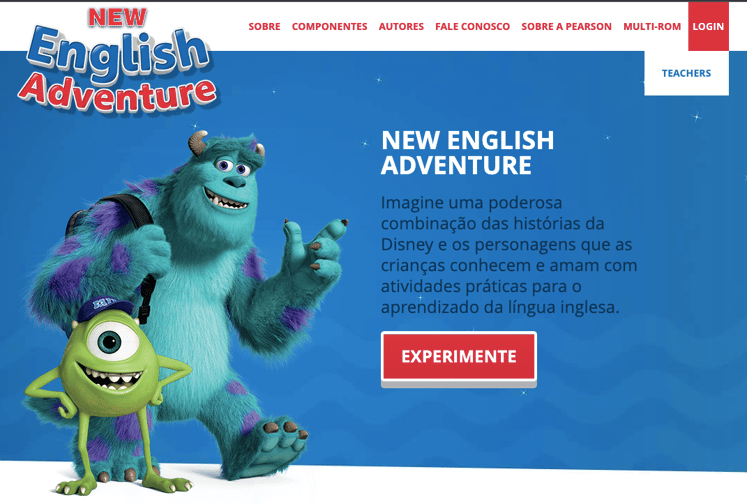 NEW
English
Adventure
SOBRE COMPONENTES AUTORES FALE CONOSCO SOBRE A PEARSON MULTI-ROM LOGIN
TEACHERS
NEW ENGLISH
ADVENTURE
Imagine uma poderosa
combinação das histórias da
Disney e os personagens que as
crianças conhecem e amam com
atividades práticas para o
aprendizado da língua inglesa.
EXPERIMENTE